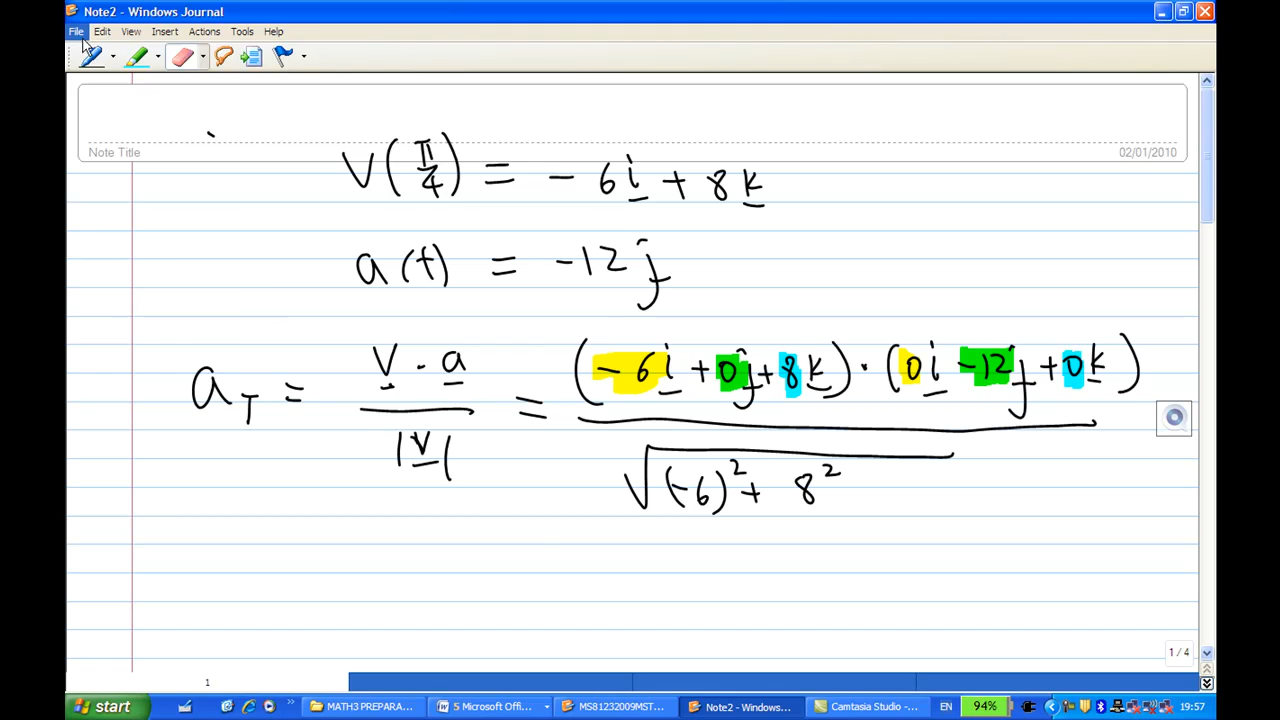 Note2 - Windows Journal
File Edit View Insert Actions Tools Help
Note Title
02/01/2010
V(π/4) = -6i + 8k
a(t) = -12j
a_T = v · a / |v| = (-6i + 0j + 8k) · (0i - 12j + 0k) / √((-6)² + 8²)
1 / 4
1
start
MATH3 PREPARA...
5 Microsoft Offi...
MS81232009MST...
Note2 - Windows...
Camtasia Studio -...
EN
94%
19:57